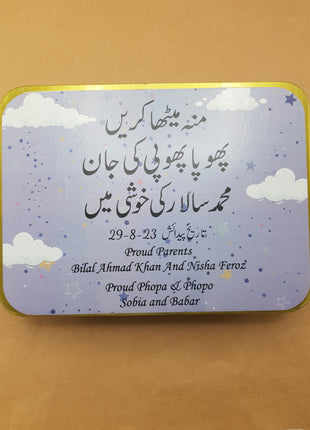 منہ میٹھا کریں
پھوپا پھوپی کی جان
محمد سالار کی خوشی میں
تاریخ پیدائش 29-8-23
Proud Parents
Bilal Ahmad Khan And Nisha Feroz
Proud Phopa & Phopo
Sobia and Babar